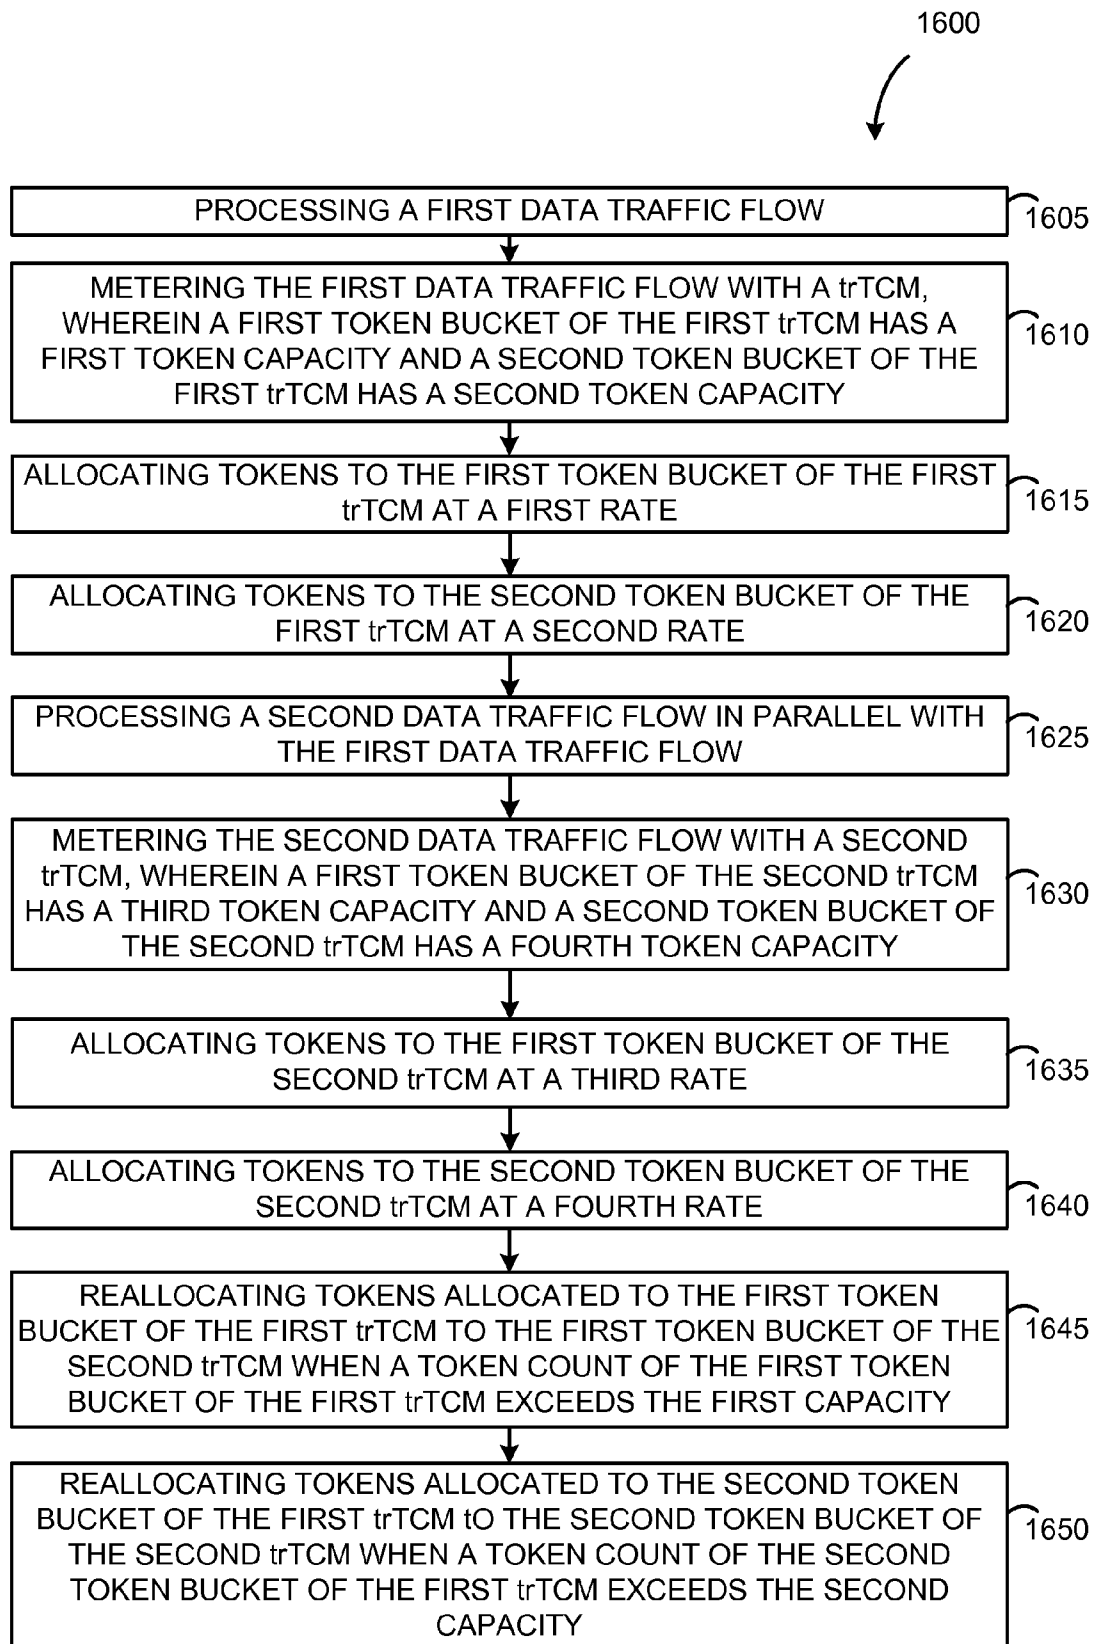 1600
PROCESSING A FIRST DATA TRAFFIC FLOW
1605
METERING THE FIRST DATA TRAFFIC FLOW WITH A trTCM,
WHEREIN A FIRST TOKEN BUCKET OF THE FIRST trTCM HAS A
FIRST TOKEN CAPACITY AND A SECOND TOKEN BUCKET OF THE
FIRST trTCM HAS A SECOND TOKEN CAPACITY
1610
ALLOCATING TOKENS TO THE FIRST TOKEN BUCKET OF THE FIRST
trTCM AT A FIRST RATE
1615
ALLOCATING TOKENS TO THE SECOND TOKEN BUCKET OF THE
FIRST trTCM AT A SECOND RATE
1620
PROCESSING A SECOND DATA TRAFFIC FLOW IN PARALLEL WITH
THE FIRST DATA TRAFFIC FLOW
1625
METERING THE SECOND DATA TRAFFIC FLOW WITH A SECOND
trTCM, WHEREIN A FIRST TOKEN BUCKET OF THE SECOND trTCM
HAS A THIRD TOKEN CAPACITY AND A SECOND TOKEN BUCKET OF
THE SECOND trTCM HAS A FOURTH TOKEN CAPACITY
1630
ALLOCATING TOKENS TO THE FIRST TOKEN BUCKET OF THE
SECOND trTCM AT A THIRD RATE
1635
ALLOCATING TOKENS TO THE SECOND TOKEN BUCKET OF THE
SECOND trTCM AT A FOURTH RATE
1640
REALLOCATING TOKENS ALLOCATED TO THE FIRST TOKEN
BUCKET OF THE FIRST trTCM TO THE FIRST TOKEN BUCKET OF THE
SECOND trTCM WHEN A TOKEN COUNT OF THE FIRST TOKEN
BUCKET OF THE FIRST trTCM EXCEEDS THE FIRST CAPACITY
1645
REALLOCATING TOKENS ALLOCATED TO THE SECOND TOKEN
BUCKET OF THE FIRST trTCM tO THE SECOND TOKEN BUCKET OF
THE SECOND trTCM WHEN A TOKEN COUNT OF THE SECOND
TOKEN BUCKET OF THE FIRST trTCM EXCEEDS THE SECOND
CAPACITY
1650